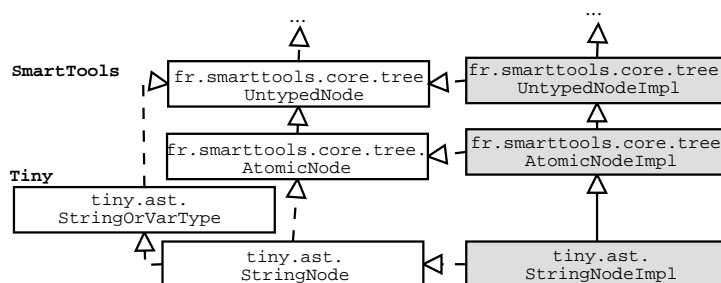 ...
...
SmartTools
fr.smarttools.core.tree
UntypedNode
fr.smarttools.core.tree
UntypedNodeImpl
fr.smarttools.core.tree.
AtomicNode
fr.smarttools.core.tree
AtomicNodeImpl
Tiny
tiny.ast.
StringOrVarType
tiny.ast.
StringNode
tiny.ast.
StringNodeImpl